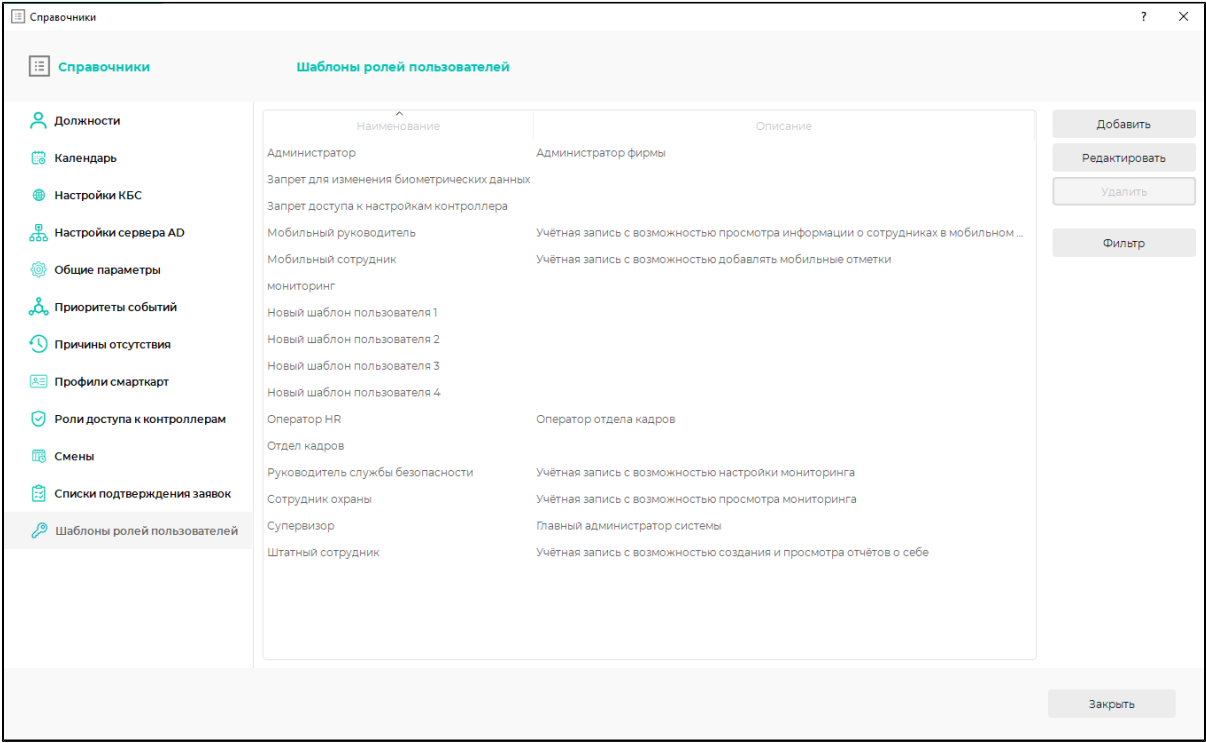 Справочники
?
Справочники
Шаблоны ролей пользователей
Должности
Календарь
Настройки КБС
Настройки сервера AD
Общие параметры
Приоритеты событий
Причины отсутствия
Профили смарткарт
Роли доступа к контроллерам
Смены
Списки подтверждения заявок
Шаблоны ролей пользователей
Наименование Описание
Администратор Администратор фирмы
Запрет для изменения биометрических данных
Запрет доступа к настройкам контроллера
Мобильный руководитель Учётная запись с возможностью просмотра информации о сотрудниках в мобильном ...
Мобильный сотрудник Учётная запись с возможностью добавлять мобильные отметки
мониторинг
Новый шаблон пользователя 1
Новый шаблон пользователя 2
Новый шаблон пользователя 3
Новый шаблон пользователя 4
Оператор HR Оператор отдела кадров
Отдел кадров
Руководитель службы безопасности Учётная запись с возможностью настройки мониторинга
Сотрудник охраны Учётная запись с возможностью просмотра мониторинга
Супервизор Главный администратор системы
Штатный сотрудник Учётная запись с возможностью создания и просмотра отчётов о себе
Добавить
Редактировать
Удалить
Фильтр
Закрыть